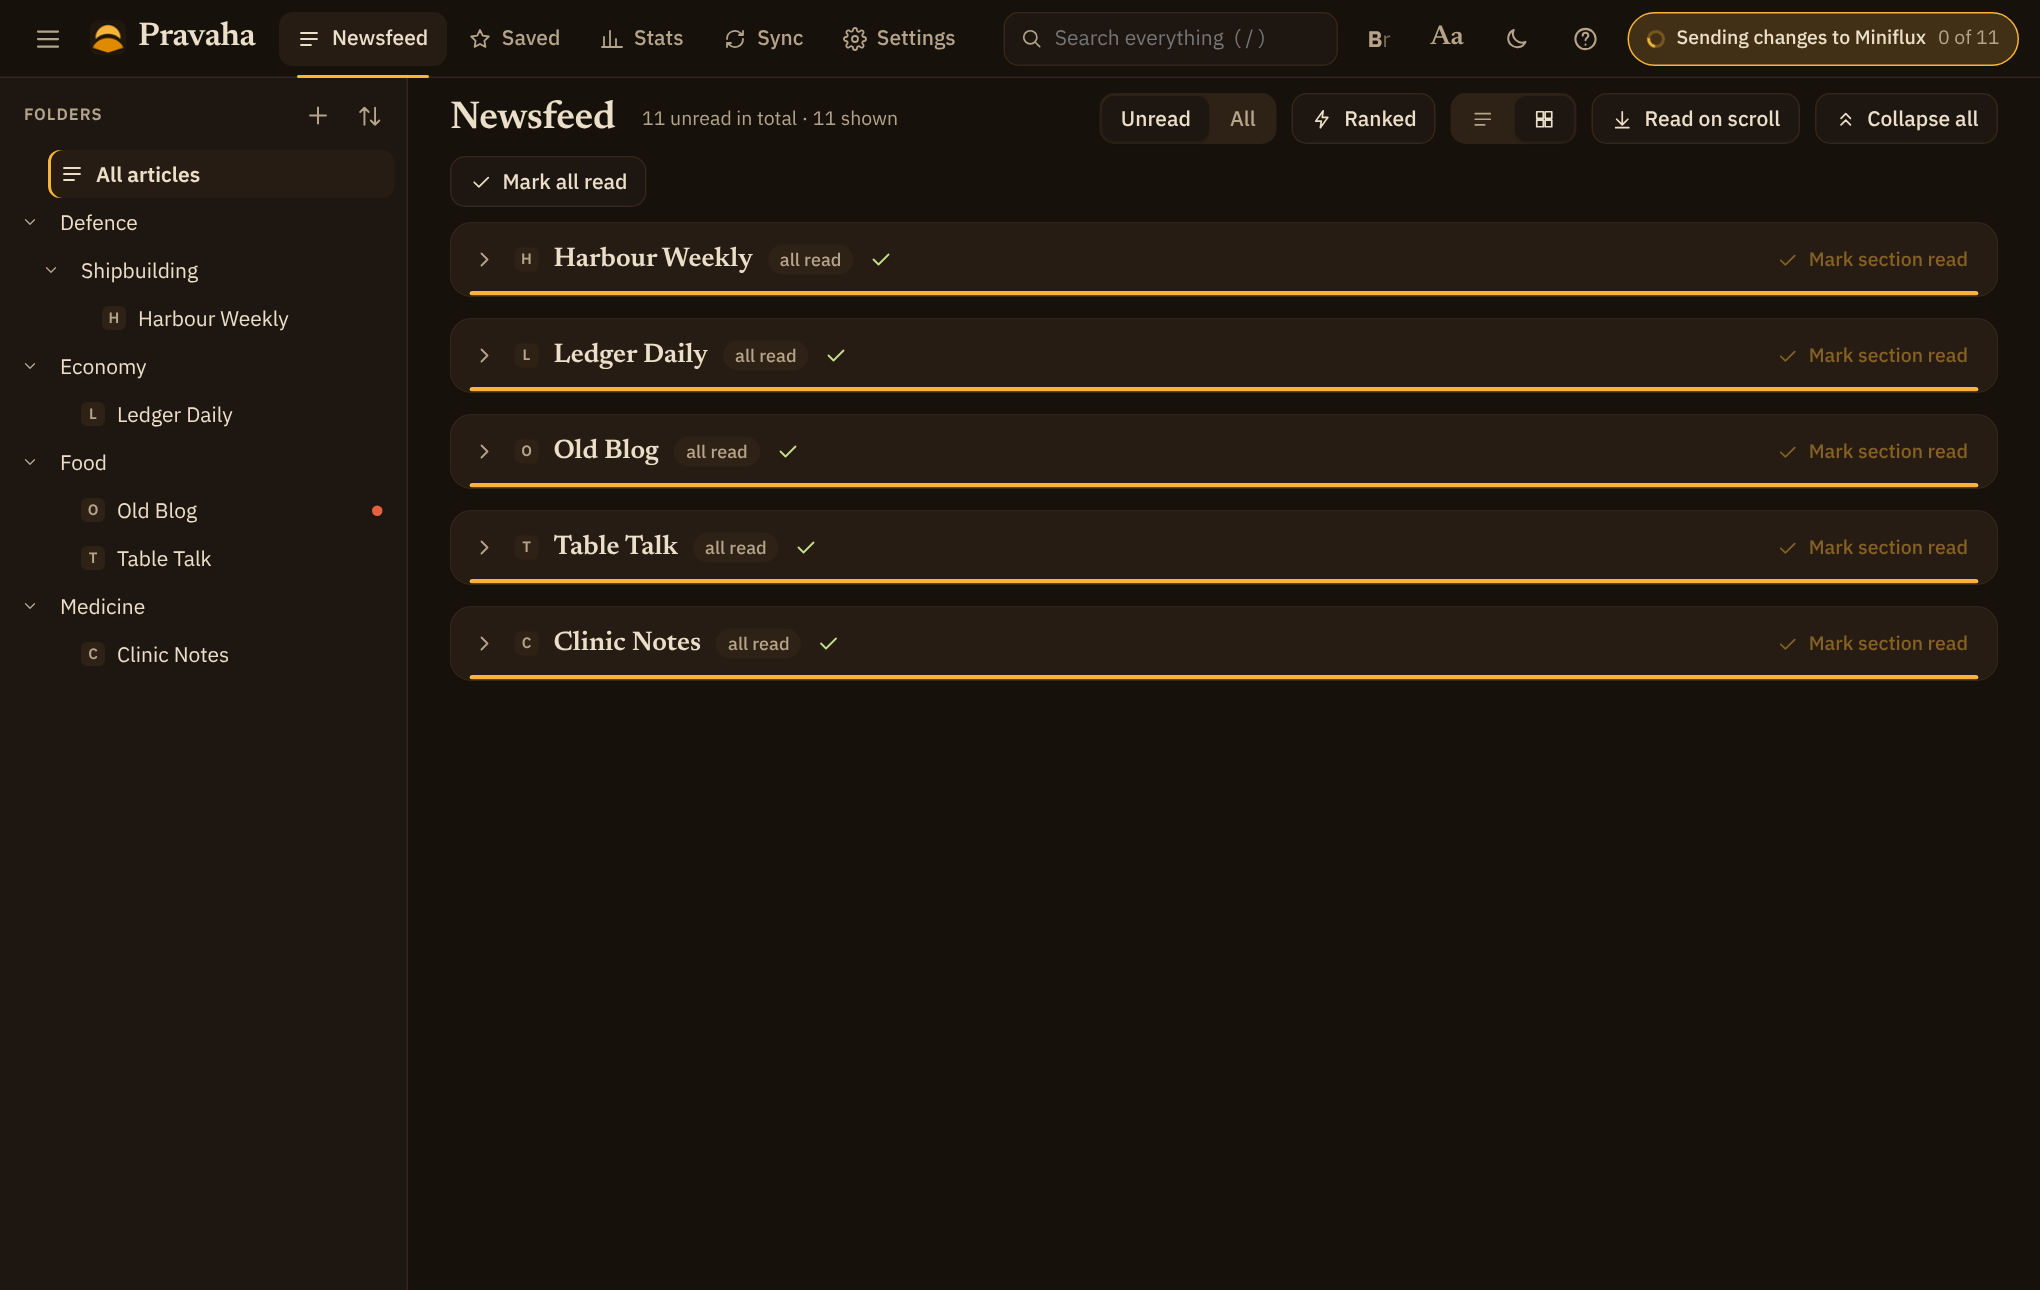 Pravaha
Newsfeed
Saved
Stats
Sync
Settings
Search everything (/)
Br
Aa
Sending changes to Miniflux 0 of 11
FOLDERS
All articles
Defence
Shipbuilding
H Harbour Weekly
Economy
L Ledger Daily
Food
O Old Blog
T Table Talk
Medicine
C Clinic Notes
Newsfeed
11 unread in total · 11 shown
Unread
All
Ranked
Read on scroll
Collapse all
Mark all read
H Harbour Weekly all read Mark section read
L Ledger Daily all read Mark section read
O Old Blog all read Mark section read
T Table Talk all read Mark section read
C Clinic Notes all read Mark section read